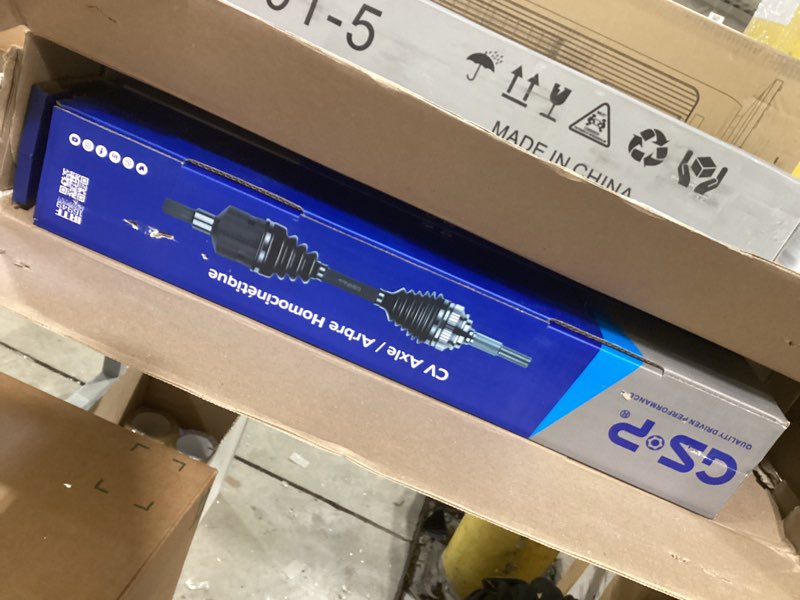 01-5
MADE IN CHINA
CV Axle / Arbre Homocinétique
GSP®
QUALITY DRIVEN PERFORMANCE